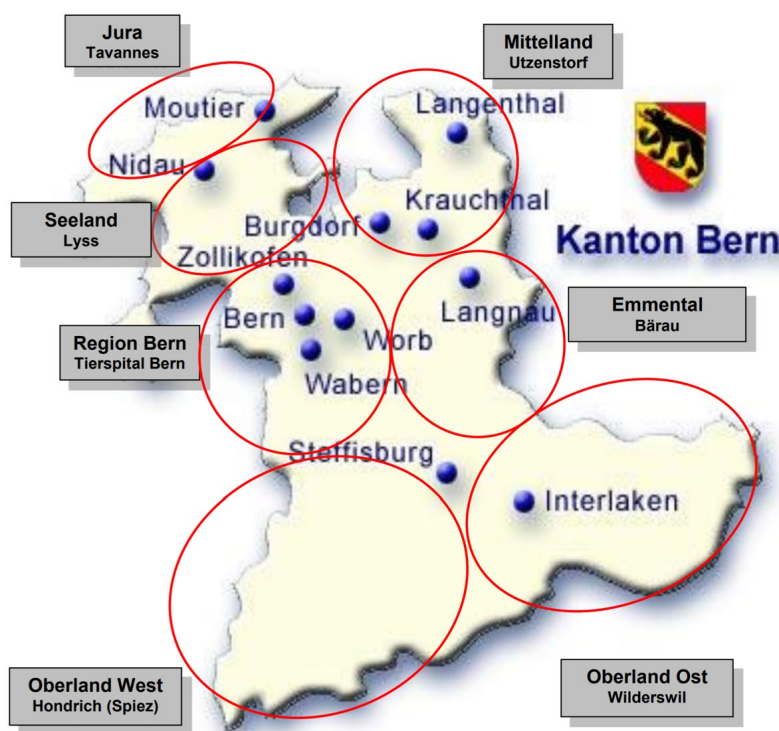 Jura
Tavannes
Mittelland
Utzenstorf
Moutier
Langenthal
Nidau
Krauchthal
Seeland
Lyss
Burgdorf
Kanton Bern
Zollikofen
Emmental
Bärau
Bern
Langnau
Region Bern
Tierspital Bern
Worb
Wabern
Steffisburg
Interlaken
Oberland West
Hondrich (Spiez)
Oberland Ost
Wilderswil